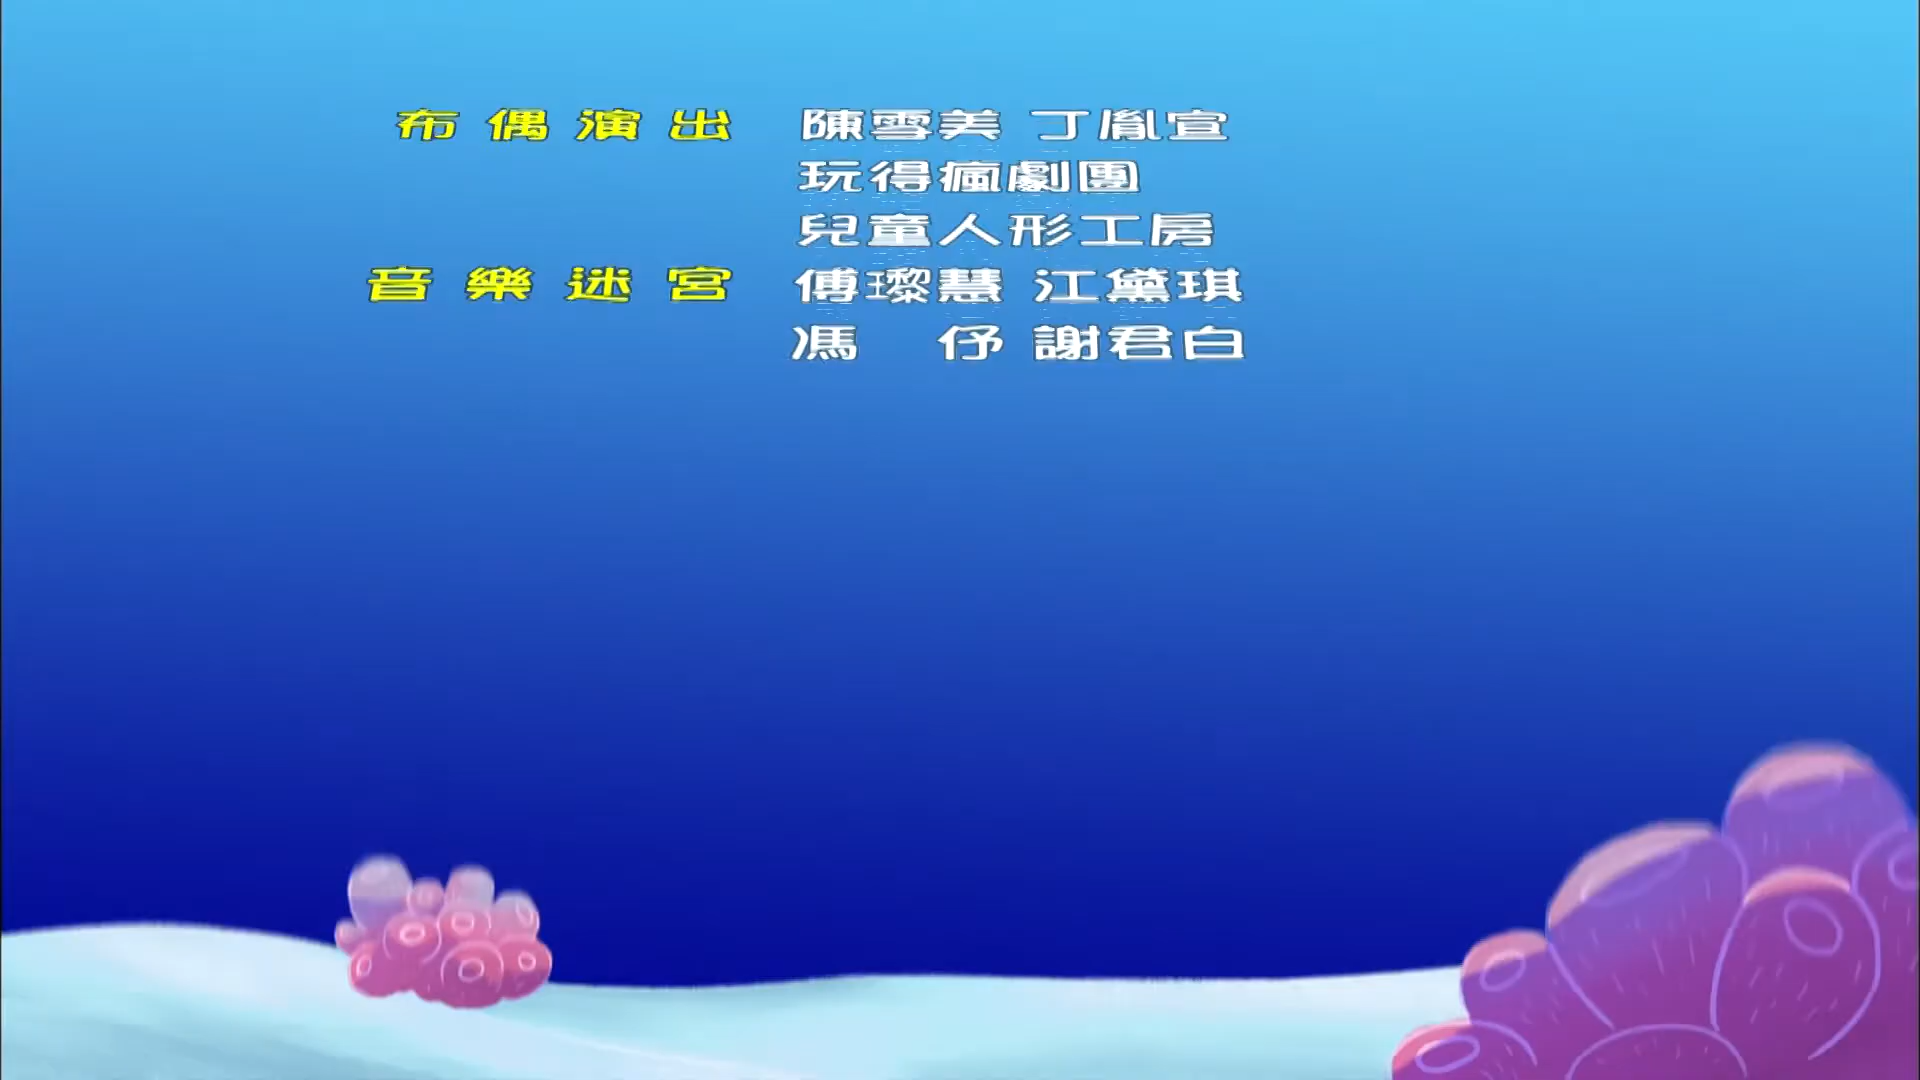 布偶演出 陳雪美 丁胤宣
玩得瘋劇團
兒童人形工房
音樂迷宮 傅璨慧 江黛琪
馮 伃 謝君白